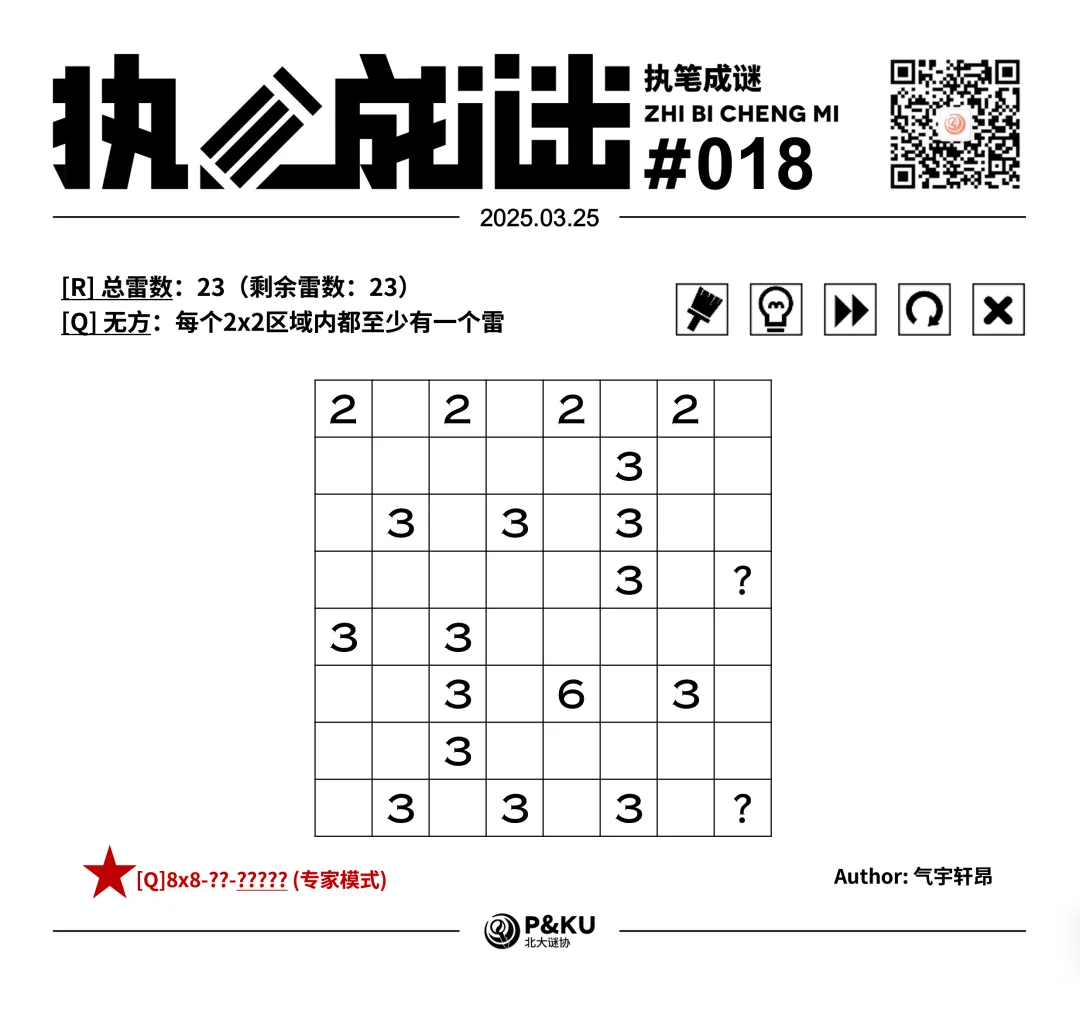 执笔成谜
执笔成谜
ZHI BI CHENG MI
#018
2025.03.25
[R] 总雷数：23（剩余雷数：23）
[Q] 无方：每个2x2区域内都至少有一个雷
2 2 2 2
3
3 3 3
3 ?
3 3
3 6 3
3
3 3 3 ?
[Q]8x8-??-????? (专家模式)
Author: 气宇轩昂
P&KU
北大谜协